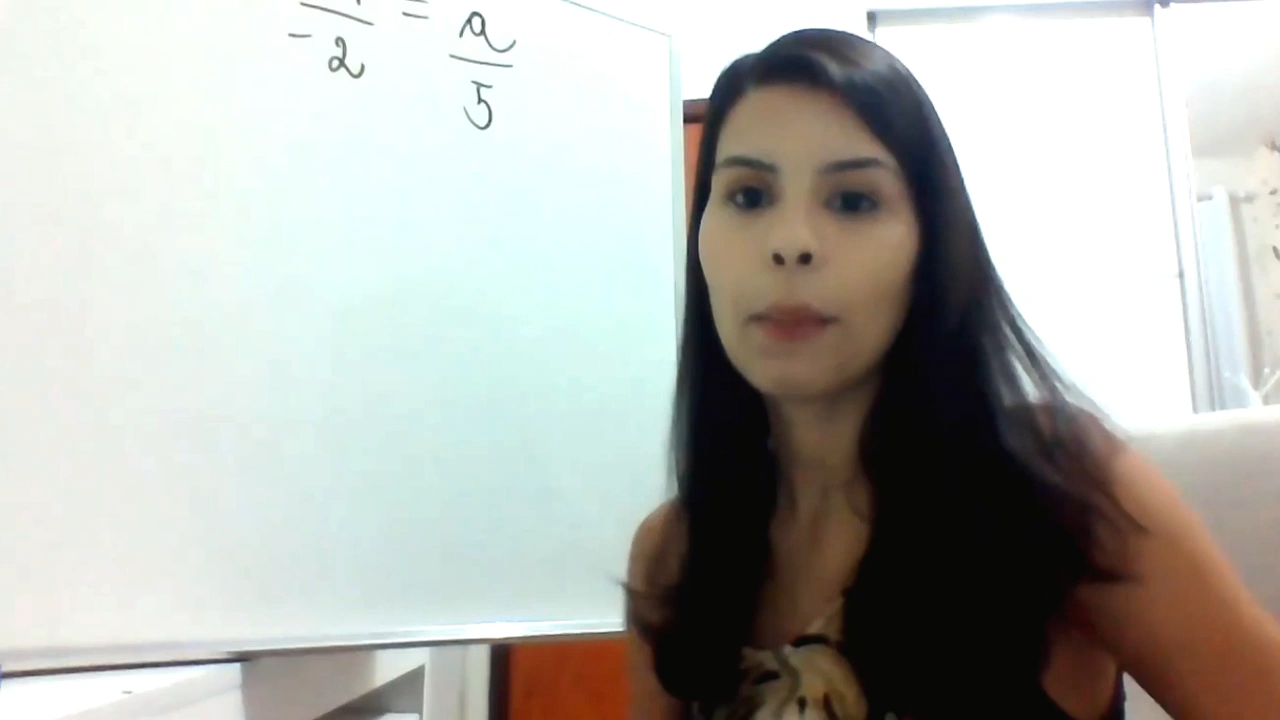 - — = a
2 5